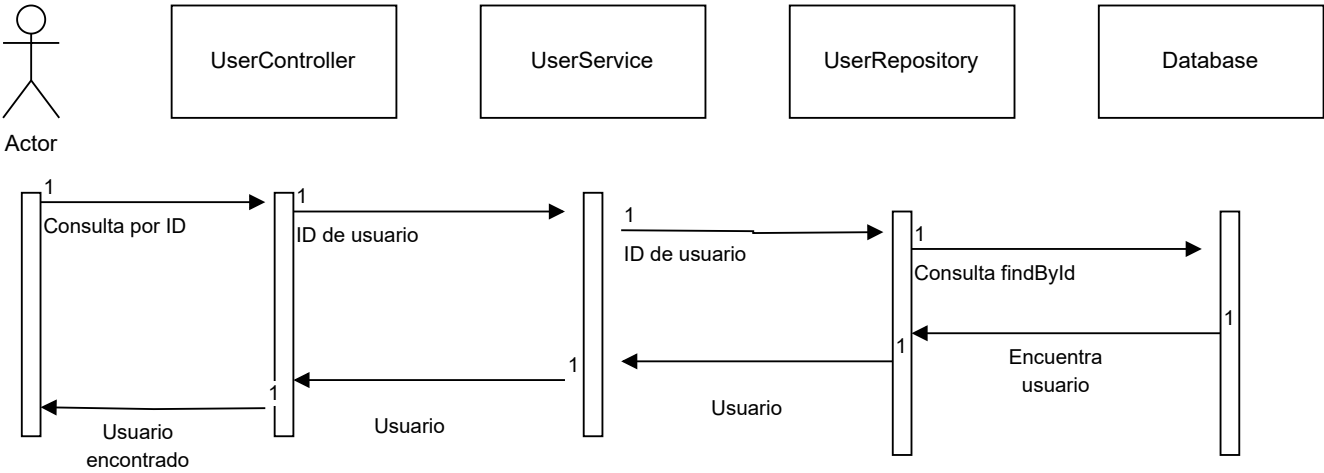 UserController
UserService
UserRepository
Database
Actor
1
Consulta por ID
1
ID de usuario
1
ID de usuario
1
Consulta findById
1
Encuentra
usuario
1
Usuario
1
Usuario
1
Usuario
encontrado